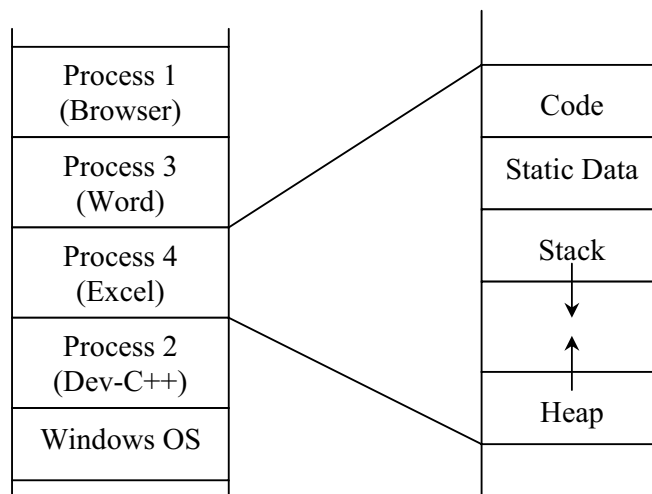 Process 1
(Browser)
Process 3
(Word)
Process 4
(Excel)
Process 2
(Dev-C++)
Windows OS
Code
Static Data
Stack
Heap